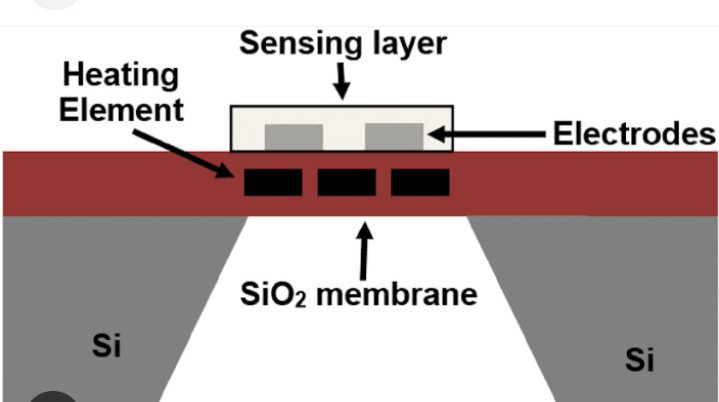 Sensing layer
Heating
Element
Electrodes
SiO₂ membrane
Si
Si